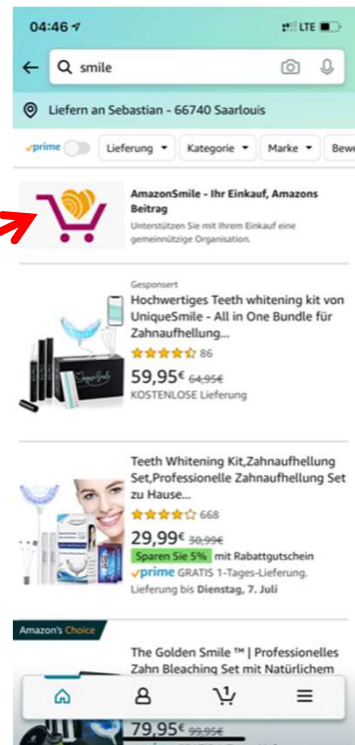 04:46 LTE
smile
Liefern an Sebastian - 66740 Saarlouis
prime Lieferung Kategorie Marke Bewe
AmazonSmile - Ihr Einkauf, Amazons
Beitrag
Unterstützen Sie mit Ihrem Einkauf eine
gemeinnützige Organisation.
Gesponsert
Hochwertiges Teeth whitening kit von
UniqueSmile - All in One Bundle für
Zahnaufhellung...
86
59,95€ 64,95€
KOSTENLOSE Lieferung
Teeth Whitening Kit,Zahnaufhellung
Set,Professionelle Zahnaufhellung Set
zu Hause...
668
29,99€ 30,99€
Sparen Sie 5% mit Rabattgutschein
prime GRATIS 1-Tages-Lieferung.
Lieferung bis Dienstag, 7. Juli
Amazon's Choice
The Golden Smile ™ | Professionelles
Zahn Bleaching Set mit Natürlichem
1
79,95€ 99,95€